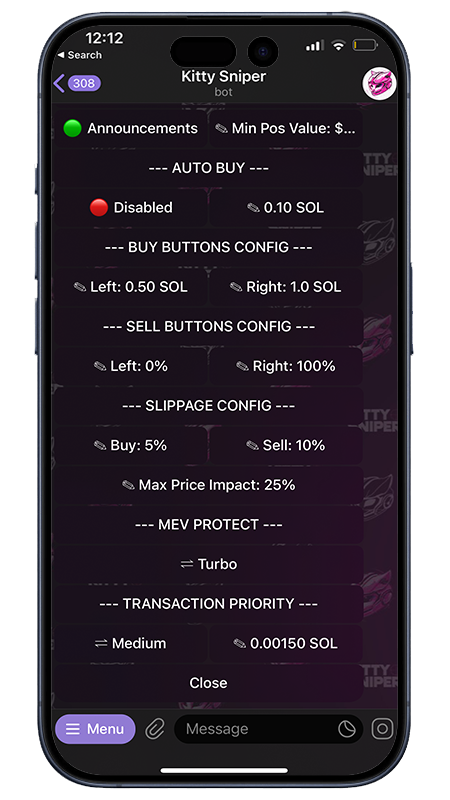 12:12
Search
308
Kitty Sniper
bot
Announcements
Min Pos Value: $...
--- AUTO BUY ---
Disabled
0.10 SOL
--- BUY BUTTONS CONFIG ---
Left: 0.50 SOL
Right: 1.0 SOL
--- SELL BUTTONS CONFIG ---
Left: 0%
Right: 100%
--- SLIPPAGE CONFIG ---
Buy: 5%
Sell: 10%
Max Price Impact: 25%
--- MEV PROTECT ---
Turbo
--- TRANSACTION PRIORITY ---
Medium
0.00150 SOL
Close
Menu
Message